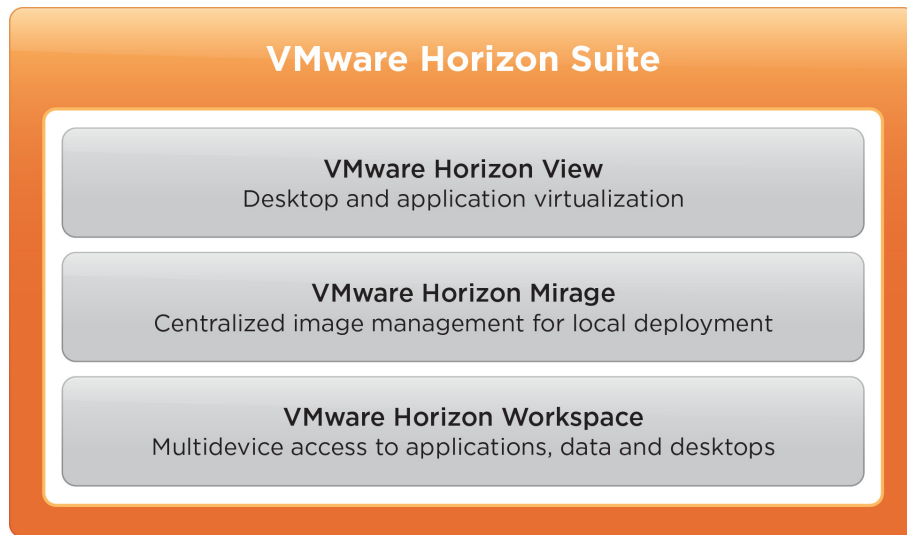 VMware Horizon Suite
VMware Horizon View
Desktop and application virtualization
VMware Horizon Mirage
Centralized image management for local deployment
VMware Horizon Workspace
Multidevice access to applications, data and desktops